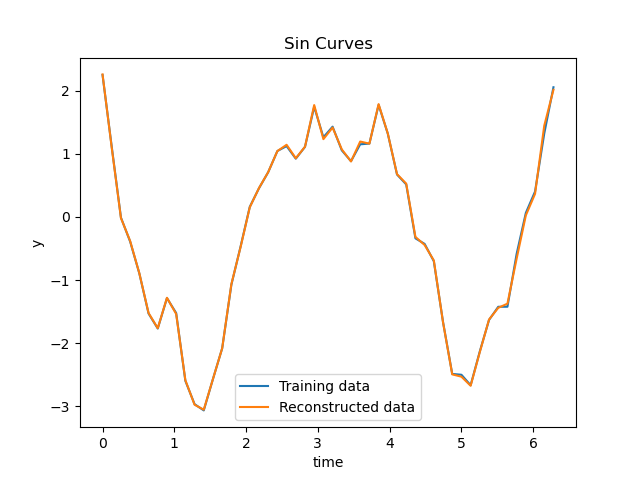 Sin Curves
y
2
1
0
−1
−2
−3
Training data
Reconstructed data
0 1 2 3 4 5 6
time